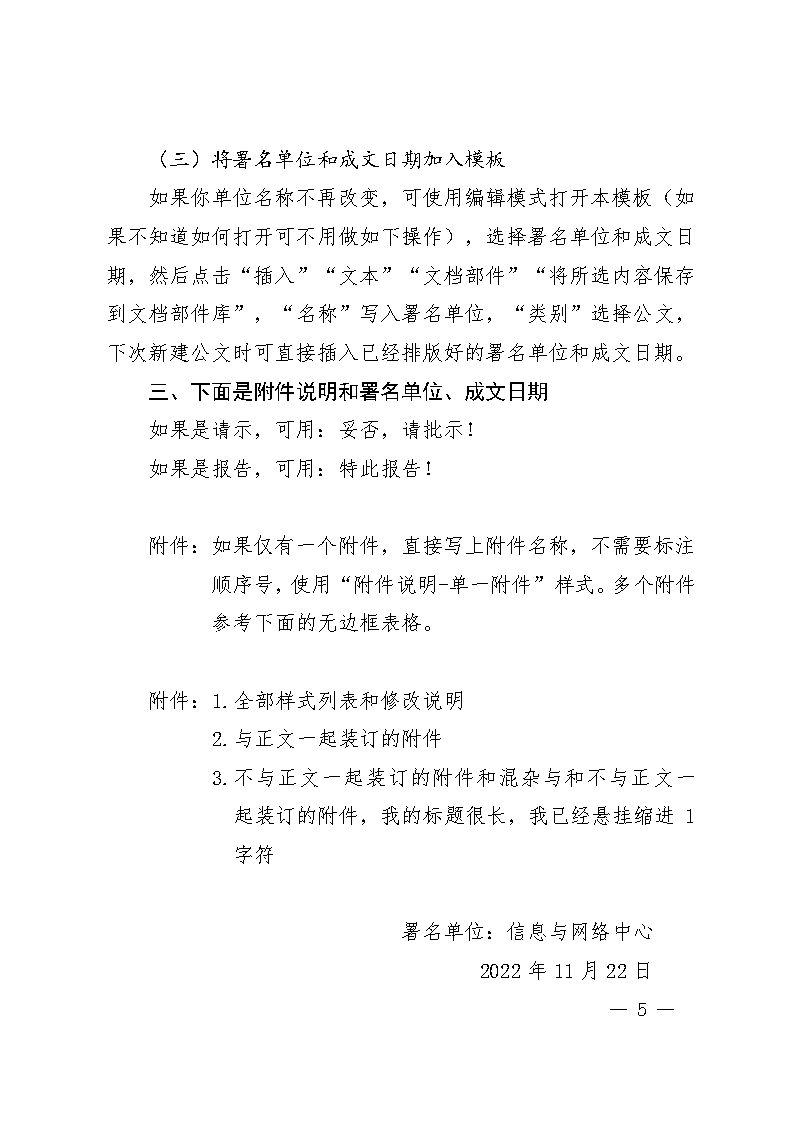 （三）将署名单位和成文日期加入模板
如果你单位名称不再改变，可使用编辑模式打开本模板（如
果不知道如何打开可不用做如下操作），选择署名单位和成文日
期，然后点击“插入”“文本”“文档部件”“将所选内容保存
到文档部件库”，“名称”写入署名单位，“类别”选择公文，
下次新建公文时可直接插入已经排版好的署名单位和成文日期。
三、下面是附件说明和署名单位、成文日期
如果是请示，可用：妥否，请批示！
如果是报告，可用：特此报告！
附件：如果仅有一个附件，直接写上附件名称，不需要标注
顺序号，使用“附件说明-单一附件”样式。多个附件
参考下面的无边框表格。
附件：1.全部样式列表和修改说明
2.与正文一起装订的附件
3.不与正文一起装订的附件和混杂与和不与正文一
起装订的附件，我的标题很长，我已经悬挂缩进 1
字符
署名单位：信息与网络中心
2022 年 11 月 22 日
— 5 —